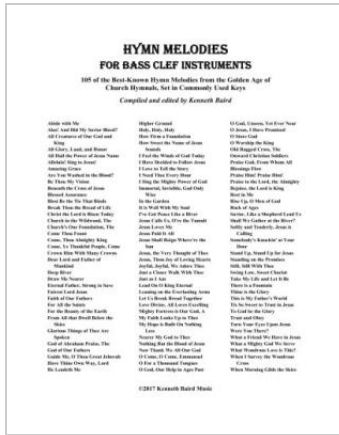 HYMN MELODIES
FOR BASS CLEF INSTRUMENTS
105 of the Best-Known Hymn Melodies from the Golden Age of
Church Hymnals, Set in Commonly Used Keys
Compiled and edited by Kenneth Baird
Abide with Me
Alas! And Did My Savior Bleed?
All Creatures of Our God and
King
All Glory, Laud, and Honor
All Hail the Power of Jesus Name
Alleluia! Sing to Jesus!
Amazing Grace
Are You Washed in the Blood?
Be Thou My Vision
Beneath the Cross of Jesus
Blessed Assurance
Blest Be the Tie that Binds
Break Thou the Bread of Life
Christ the Lord is Risen Today
Church in the Wildwood, The
Church's One Foundation, The
Come Thou Fount
Come, Thou Almighty King
Come, Ye Thankful People, Come
Crown Him With Many Crowns
Dear Lord and Father of
Mankind
Deep River
Draw Me Nearer
Eternal Father, Strong to Save
Fairest Lord Jesus
Faith of Our Fathers
For All the Saints
For the Beauty of the Earth
From All that Dwell Below the
Skies
Glorious Things of Thee Are
Spoken
God of Abraham Praise, The
God of Our Fathers
Guide Me, O Thou Great Jehovah
Have Thine Own Way, Lord
He Leadeth Me
Higher Ground
Holy, Holy, Holy
How Firm a Foundation
How Sweet the Name of Jesus
Sounds
I Feel the Winds of God Today
I Have Decided to Follow Jesus
I Love to Tell the Story
I Need Thee Every Hour
I Sing the Mighty Power of God
Immortal, Invisible, God Only
Wise
In the Garden
It is Well With My Soul
I've Got Peace Like a River
Jesus Calls Us, O'er the Tumult
Jesus Loves Me
Jesus Paid It All
Jesus Shall Reign Where'er the
Sun
Jesus, the Very Thought of Thee
Jesus, Thou Joy of Loving Hearts
Joyful, Joyful, We Adore Thee
Just a Closer Walk With Thee
Just as I Am
Lead On O King Eternal
Leaning on the Everlasting Arms
Let Us Break Bread Together
Love Divine, All Loves Excelling
Mighty Fortress is Our God, A
My Faith Looks Up to Thee
My Hope is Built On Nothing
Less
Nearer My God to Thee
Nothing But the Blood of Jesus
Now Thank We All Our God
O Come, O Come, Emmanuel
O For a Thousand Tongues
O God, Our Help in Ages Past
O God, Unseen, Yet Ever Near
O Jesus, I Have Promised
O Store Gud
O Worship the King
Old Rugged Cross, The
Onward Christian Soldiers
Praise God, From Whom All
Blessings Flow
Praise Him! Praise Him!
Praise to the Lord, the Almighty
Rejoice, the Lord is King
Rest in Me
Rise Up, O Men of God
Rock of Ages
Savior, Like a Shepherd Lead Us
Shall We Gather at the River?
Softly and Tenderly, Jesus is
Calling
Somebody's Knockin' at Your
Door
Stand Up, Stand Up for Jesus
Standing on the Promises
Still, Still With Thee
Swing Low, Sweet Chariot
Take My Life and Let It Be
There is a Fountain
Thine is the Glory
This is My Father's World
Tis So Sweet to Trust in Jesus
To God be the Glory
Trust and Obey
Turn Your Eyes Upon Jesus
Were You There?
What a Friend We Have in Jesus
What a Mighty God We Serve
What Wondrous Love is This?
When I Survey the Wondrous
Cross
When Morning Gilds the Skies
©2017 Kenneth Baird Music